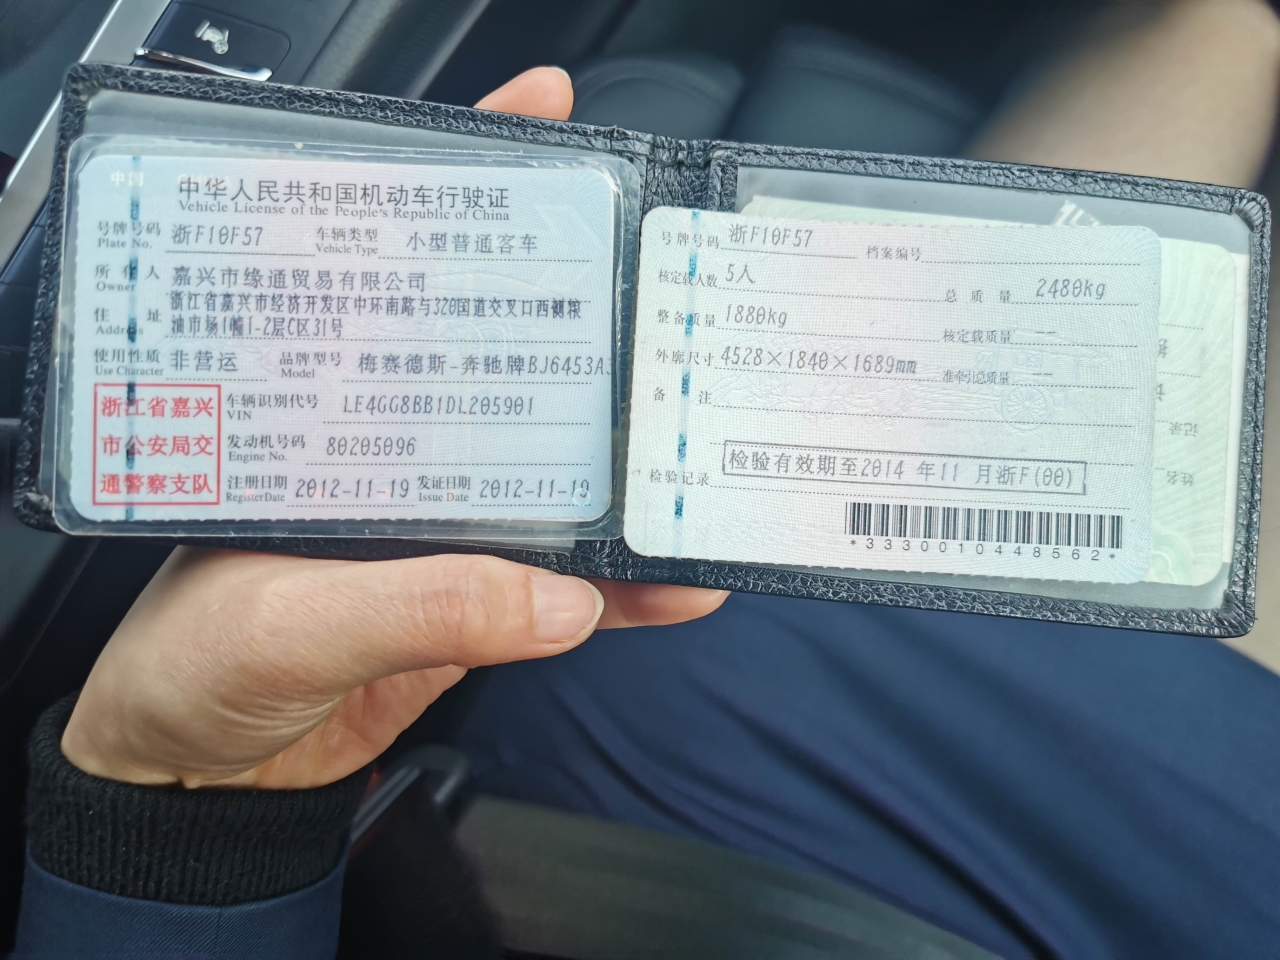 中华人民共和国机动车行驶证
Vehicle License of the People's Republic of China
号牌号码 浙F10F57 车辆类型 小型普通客车
Plate No. Vehicle Type
所有人 嘉兴市缘通贸易有限公司
Owner
住址 浙江省嘉兴市经济开发区中环南路与320国道交叉口西侧粮
油市场1幢1-2层C区31号
Address
使用性质 非营运 品牌型号 梅赛德斯-奔驰牌BJ6453A
Use Character Model
浙江省嘉兴
市公安局交
通警察支队
车辆识别代号 LE4GG8BB1DL205901
VIN
发动机号码 80205096
Engine No.
注册日期 2012-11-19 发证日期 2012-11-19
Register Date Issue Date
号牌号码 浙F10F57 档案编号
核定载人数 5人 总质量 2480kg
整备质量 1880kg 核定载质量 --
外廓尺寸 4528×1840×1689mm 准牵引总质量 --
备注
检验记录 检验有效期至2014年11月浙F(00)
*3330010448562*